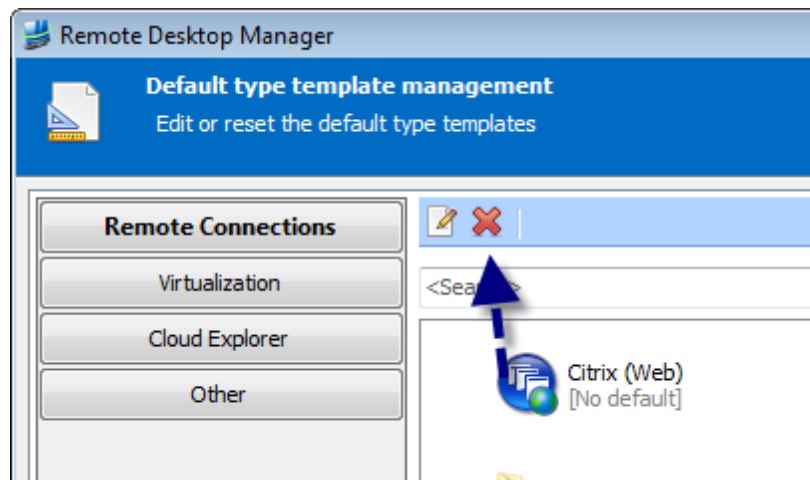 Remote Desktop Manager
Default type template management
Edit or reset the default type templates
Remote Connections
Virtualization
Cloud Explorer
Other
Citrix (Web)
[No default]